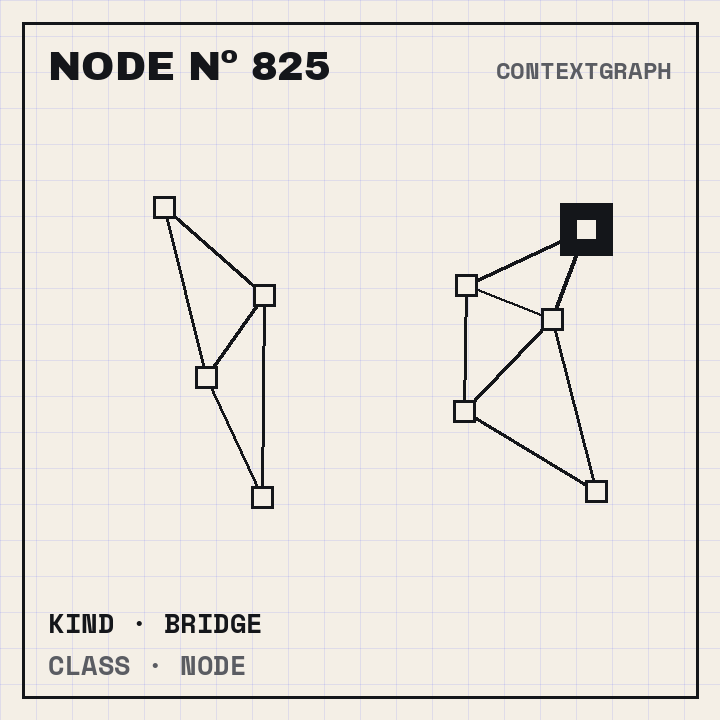 NODE Nº 825
CONTEXTGRAPH
KIND · BRIDGE
CLASS · NODE